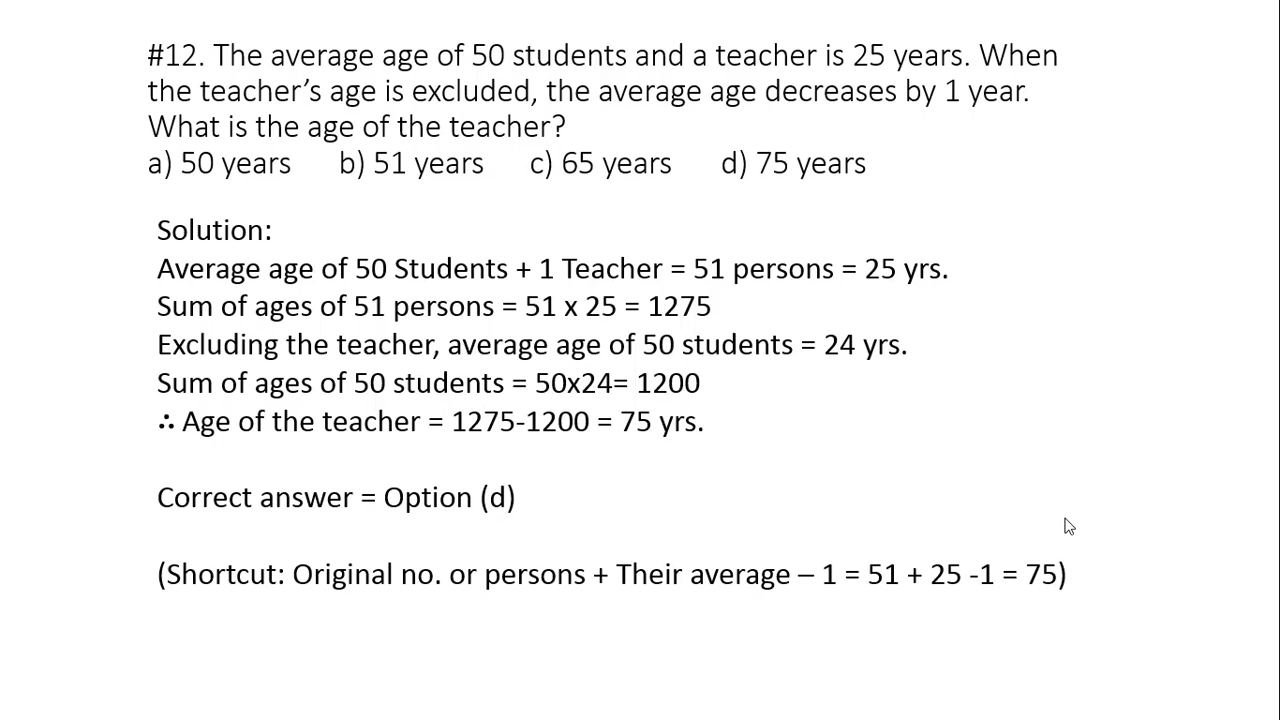 #12. The average age of 50 students and a teacher is 25 years. When
the teacher’s age is excluded, the average age decreases by 1 year.
What is the age of the teacher?
a) 50 years b) 51 years c) 65 years d) 75 years
Solution:
Average age of 50 Students + 1 Teacher = 51 persons = 25 yrs.
Sum of ages of 51 persons = 51 x 25 = 1275
Excluding the teacher, average age of 50 students = 24 yrs.
Sum of ages of 50 students = 50x24= 1200
∴ Age of the teacher = 1275-1200 = 75 yrs.
Correct answer = Option (d)
(Shortcut: Original no. or persons + Their average – 1 = 51 + 25 -1 = 75)